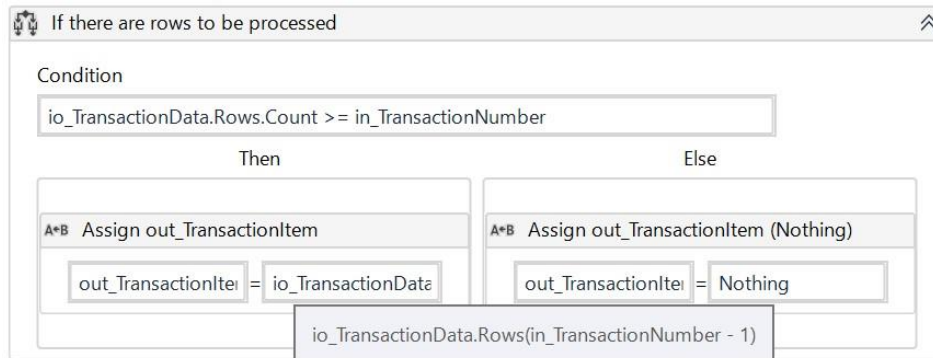 If there are rows to be processed
Condition
io_TransactionData.Rows.Count >= in_TransactionNumber
Then
Else
A←B Assign out_TransactionItem
A←B Assign out_TransactionItem (Nothing)
out_TransactionIte = io_TransactionData
out_TransactionIte = Nothing
io_TransactionData.Rows(in_TransactionNumber - 1)